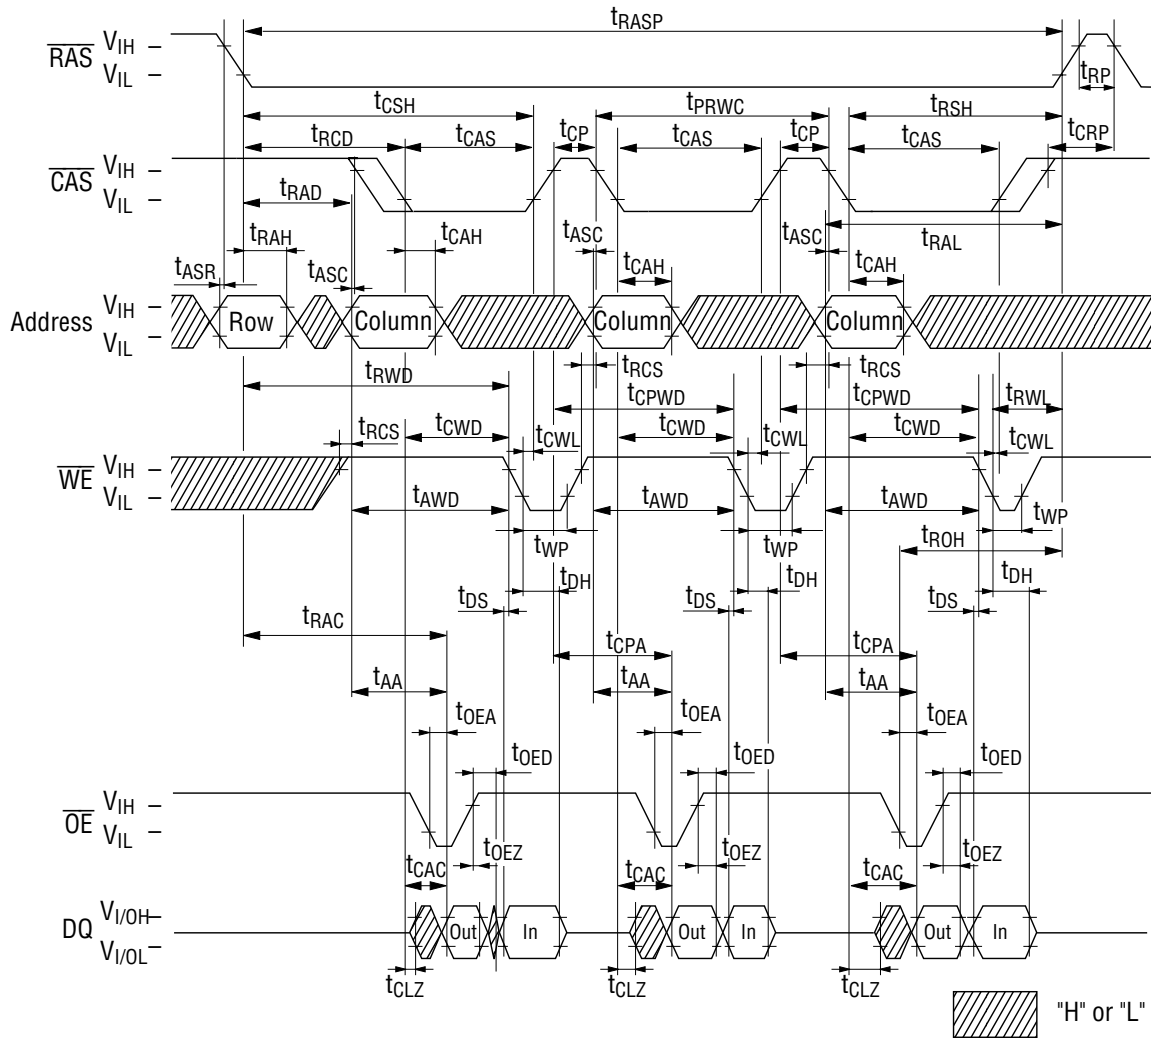 tRASP
RAS VIH
VIL
tRP
tCSH tPRWC tRSH
tRCD tCAS tCP tCAS tCP tCAS tCRP
CAS VIH
VIL
tRAD
tRAH tCAH tASC tASC tRAL
tASR tASC tCAH tCAH
Address VIH
VIL
Row Column Column Column
tRCS tRCS
tRWD tCPWD tCPWD tRWL
tRCS tCWD tCWL tCWD tCWL tCWD tCWL
WE VIH
VIL
tAWD tAWD tAWD
tWP tWP tWP
tROH
tDH tDH tDH
tDS tDS tDS
tRAC tCPA tCPA
tAA tAA tAA
tOEA tOEA tOEA
tOED tOED tOED
OE VIH
VIL
tOEZ tOEZ tOEZ
tCAC tCAC tCAC
DQ VI/OH
VI/OL
Out In Out In Out In
tCLZ tCLZ tCLZ
"H" or "L"